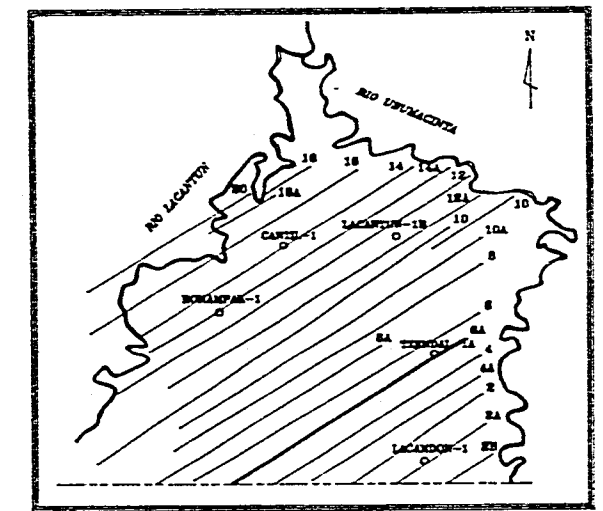 N
RIO USUMACINTA
RIO LACANTUN
18
16
14
14A
12
20
18A
12A
10
10
CANTIL-1
LACANTUN-1B
10A
8
BONAMPAK-1
6
6A
8A
TZENDAL-1A
4
4A
2
2A
LACANDON-1
2B